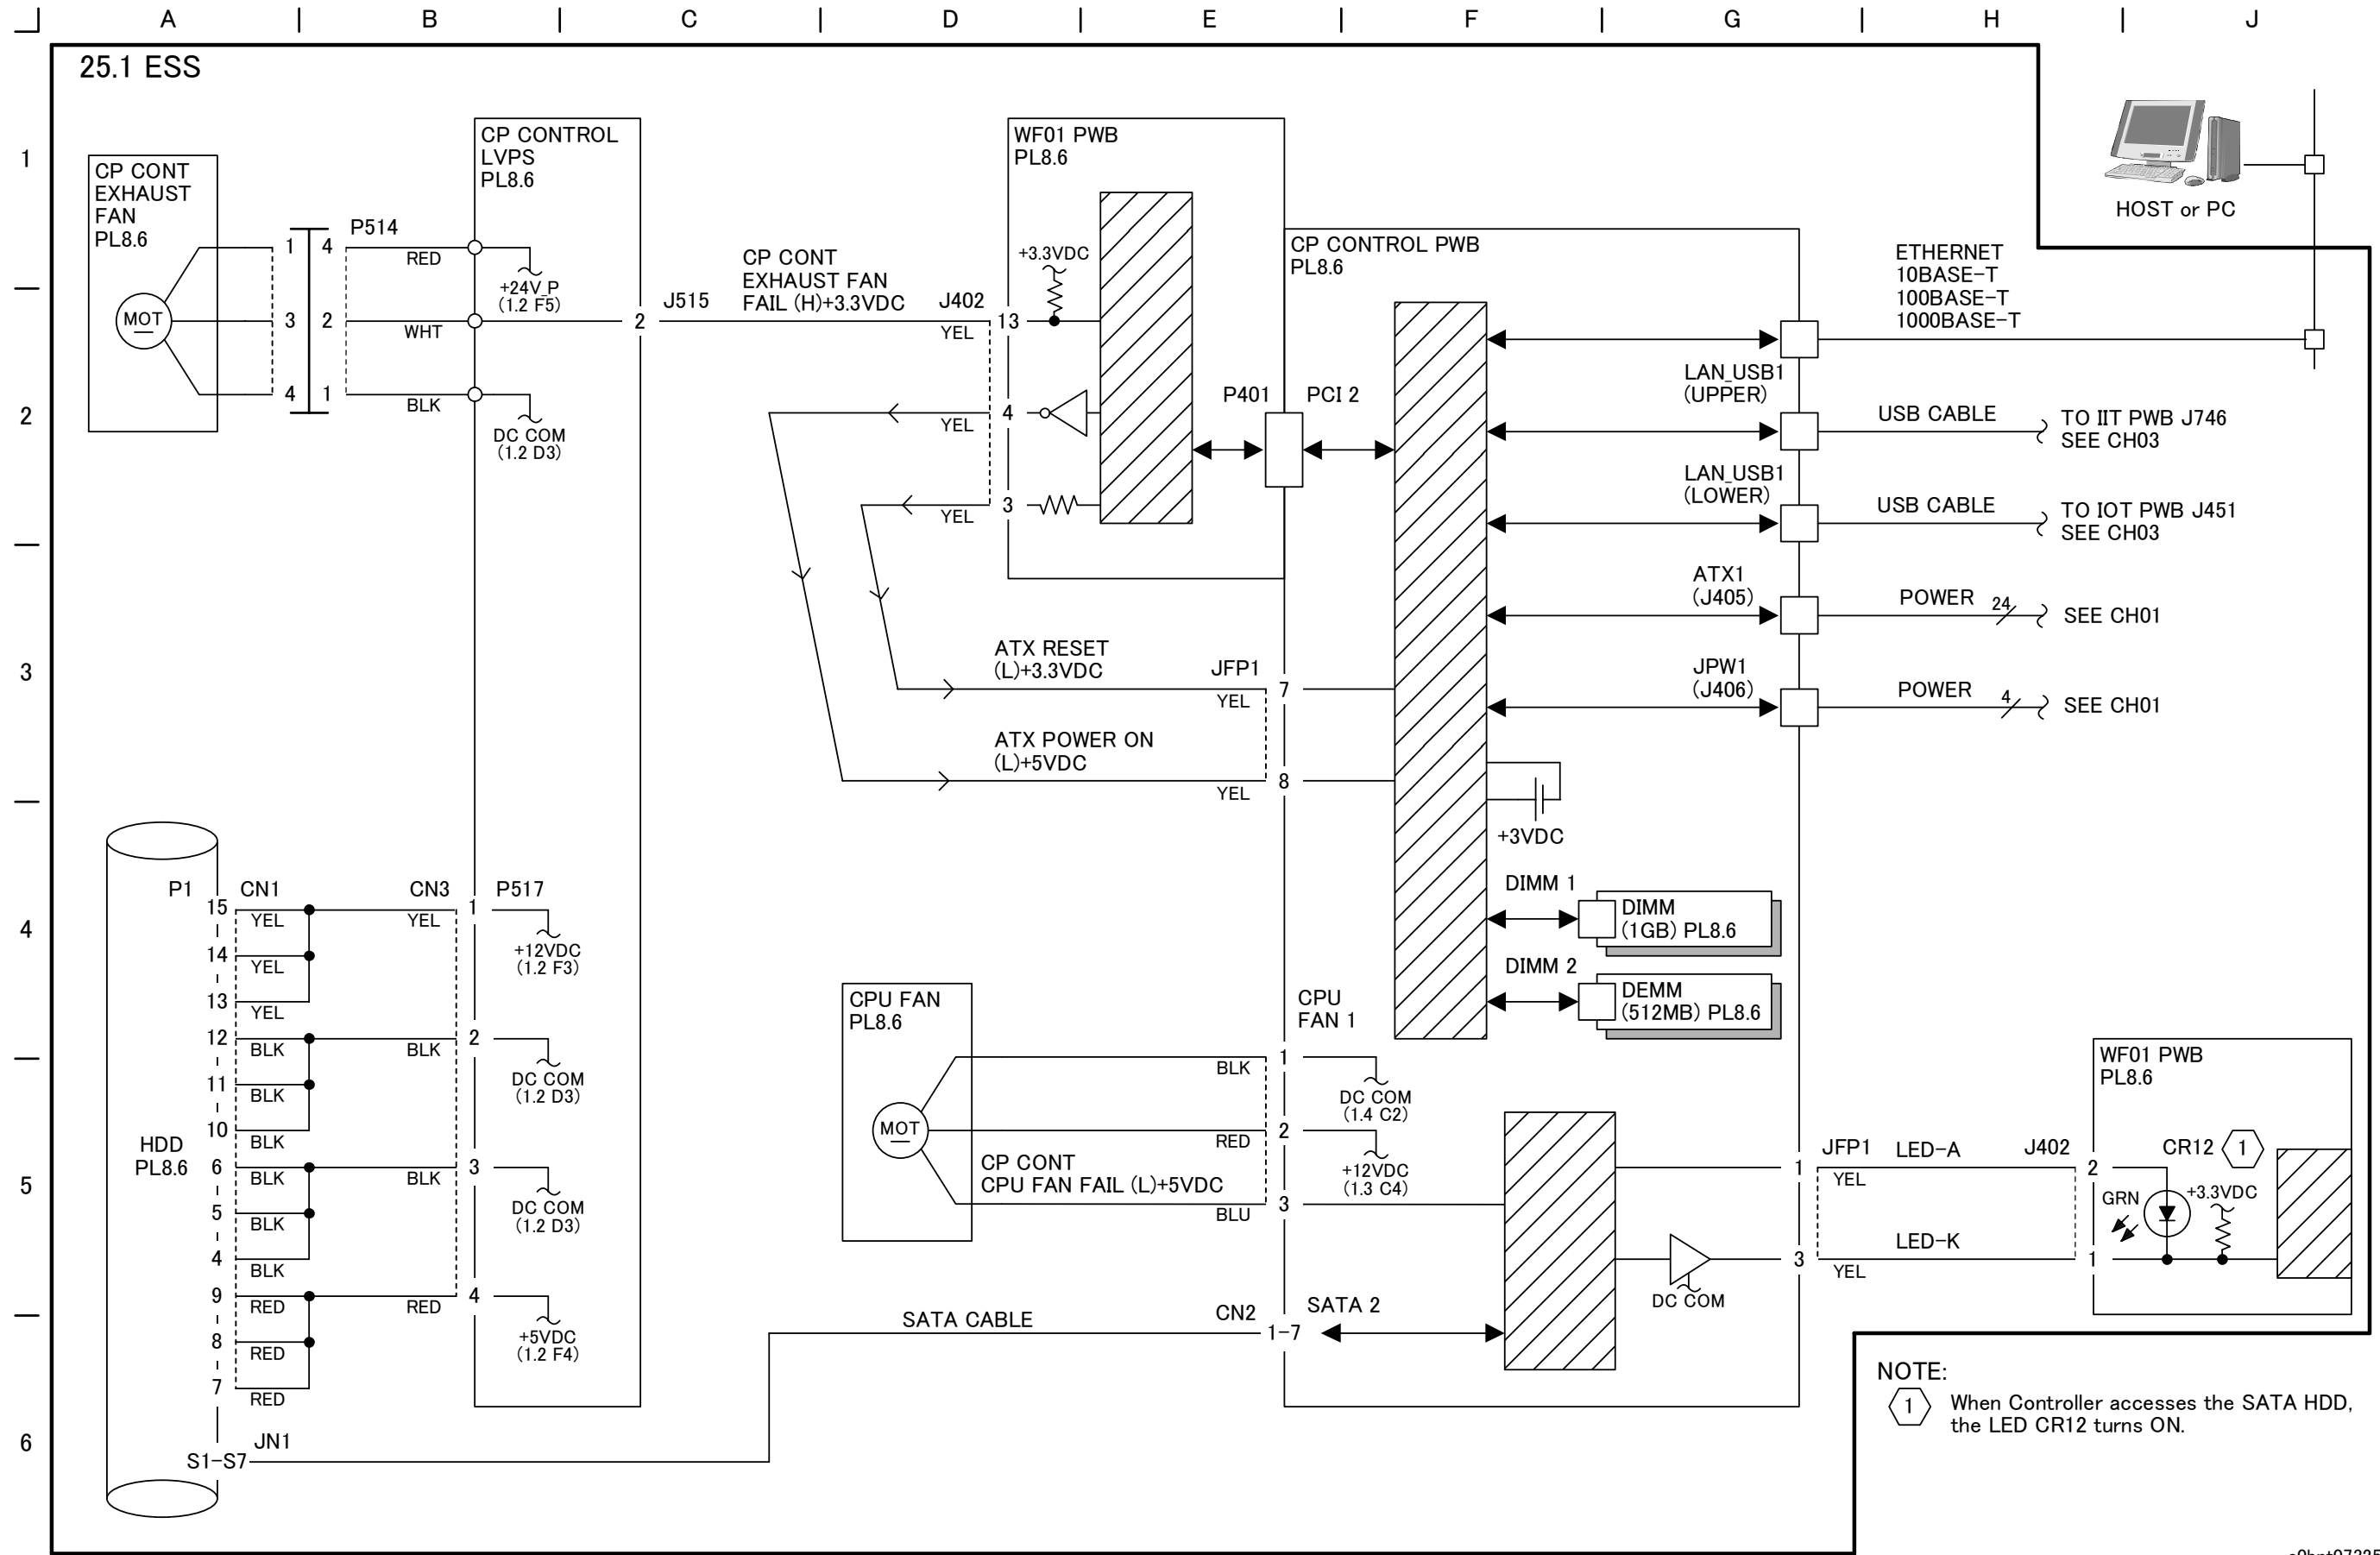 A B C D E F G H J
25.1 ESS
1
2
3
4
5
6
CP CONT
EXHAUST
FAN
PL8.6
MOT
1 4
3 2
4 1
P514
RED
WHT
BLK
CP CONTROL
LVPS
PL8.6
+24V_P
(1.2 F5)
DC COM
(1.2 D3)
2
J515
CP CONT
EXHAUST FAN
FAIL (H)+3.3VDC
J402
YEL
13
YEL
4
YEL
3
WF01 PWB
PL8.6
+3.3VDC
P401
PCI 2
CP CONTROL PWB
PL8.6
HOST or PC
ETHERNET
10BASE-T
100BASE-T
1000BASE-T
LAN_USB1
(UPPER)
USB CABLE
TO IIT PWB J746
SEE CH03
LAN_USB1
(LOWER)
USB CABLE
TO IOT PWB J451
SEE CH03
ATX1
(J405)
POWER
24
SEE CH01
JPW1
(J406)
POWER
4
SEE CH01
ATX RESET
(L)+3.3VDC
JFP1
7
YEL
ATX POWER ON
(L)+5VDC
8
YEL
+3VDC
DIMM 1
DIMM
(1GB) PL8.6
DIMM 2
DEMM
(512MB) PL8.6
HDD
PL8.6
P1
CN1
CN3
P517
15
YEL
YEL
1
+12VDC
(1.2 F3)
14
YEL
13
YEL
12
BLK
BLK
2
DC COM
(1.2 D3)
11
BLK
10
BLK
6
BLK
BLK
3
DC COM
(1.2 D3)
5
BLK
4
BLK
9
RED
RED
4
+5VDC
(1.2 F4)
8
RED
7
RED
JN1
S1-S7
CPU FAN
PL8.6
MOT
CPU
FAN 1
BLK
1
DC COM
(1.4 C2)
RED
2
+12VDC
(1.3 C4)
CP CONT
CPU FAN FAIL (L)+5VDC
BLU
3
SATA CABLE
CN2
1-7
SATA 2
DC COM
1
JFP1
LED-A
YEL
J402
2
3
LED-K
YEL
1
WF01 PWB
PL8.6
CR12
1
GRN
+3.3VDC
NOTE:
1
When Controller accesses the SATA HDD,
the LED CR12 turns ON.